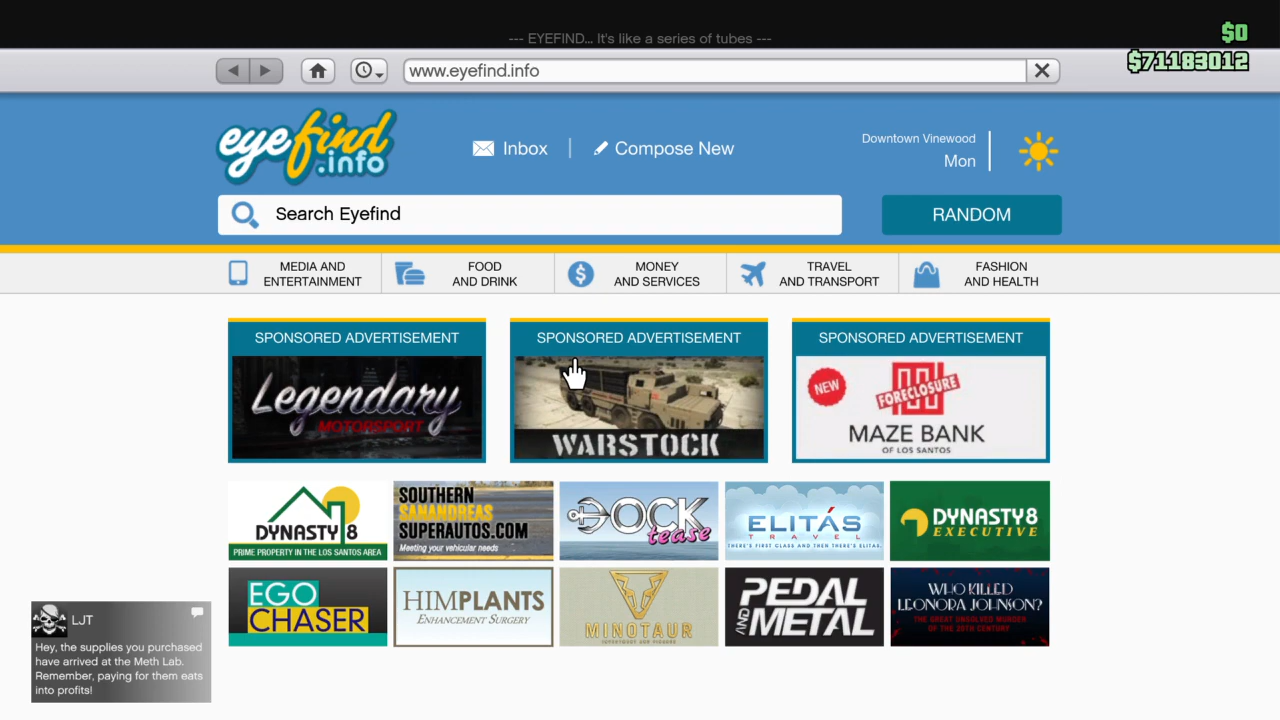 --- EYEFIND... It's like a series of tubes ---
$0
$71183012
www.eyefind.info
eyefind
.info
Inbox
Compose New
Downtown Vinewood
Mon
Search Eyefind
RANDOM
MEDIA AND
ENTERTAINMENT
FOOD
AND DRINK
MONEY
AND SERVICES
TRAVEL
AND TRANSPORT
FASHION
AND HEALTH
SPONSORED ADVERTISEMENT
Legendary
MOTORSPORT
SPONSORED ADVERTISEMENT
WARSTOCK
SPONSORED ADVERTISEMENT
NEW
FORECLOSURE
MAZE BANK
OF LOS SANTOS
DYNASTY 8
PRIME PROPERTY IN THE LOS SANTOS AREA
SOUTHERN
SANANDREAS
SUPERAUTOS.COM
Meeting your vehicular needs
DOCK
tease
ELITÁS
TRAVEL
THERE'S FIRST CLASS AND THEN THERE'S ELITAS.
DYNASTY 8
EXECUTIVE
EGO
CHASER
HIMPLANTS
ENHANCEMENT SURGERY
MINOTAUR
PEDAL
AND METAL
WHO KILLED
LEONORA JOHNSON?
THE GREAT UNSOLVED MURDER
OF THE 20TH CENTURY
LJT
Hey, the supplies you purchased
have arrived at the Meth Lab.
Remember, paying for them eats
into profits!